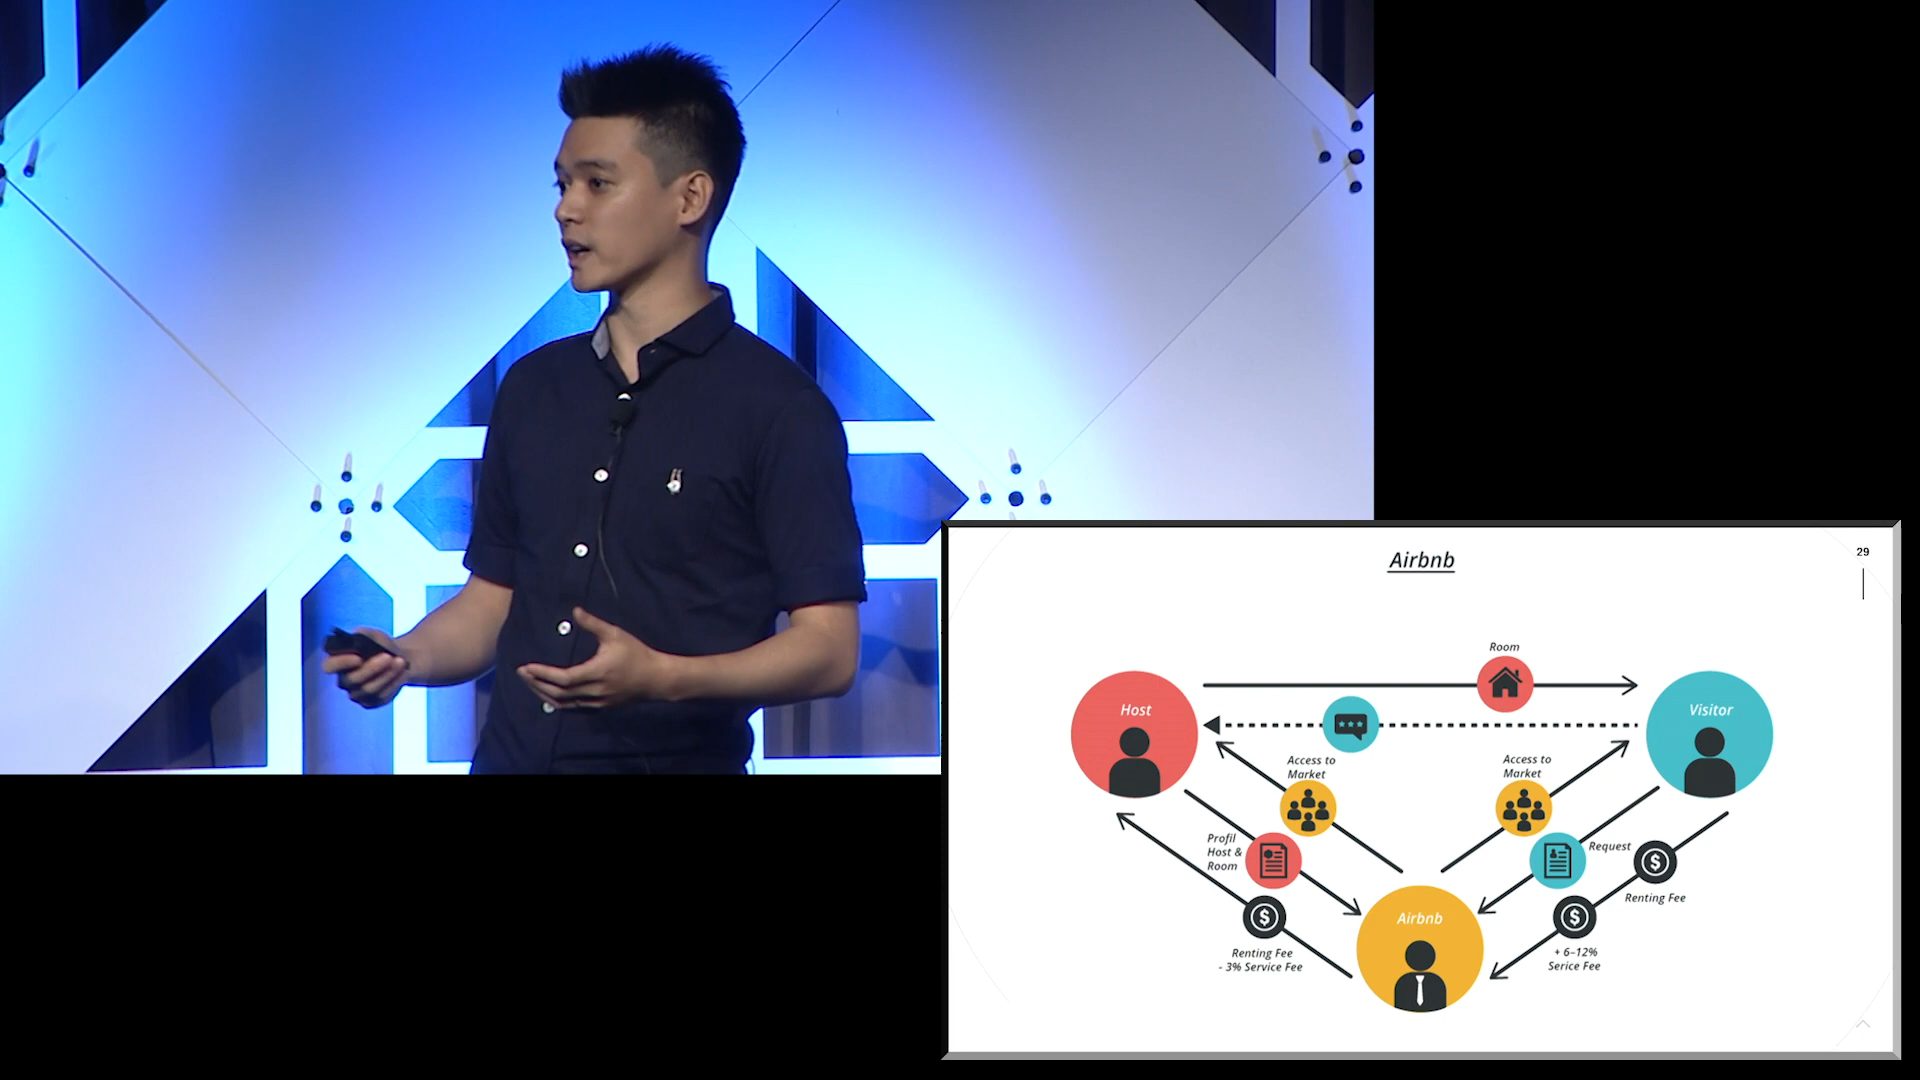 Airbnb
29
Room
Host
Visitor
Access to
Market
Access to
Market
Profil
Host &
Room
Request
Renting Fee
Airbnb
Renting Fee
- 3% Service Fee
+ 6–12%
Serice Fee